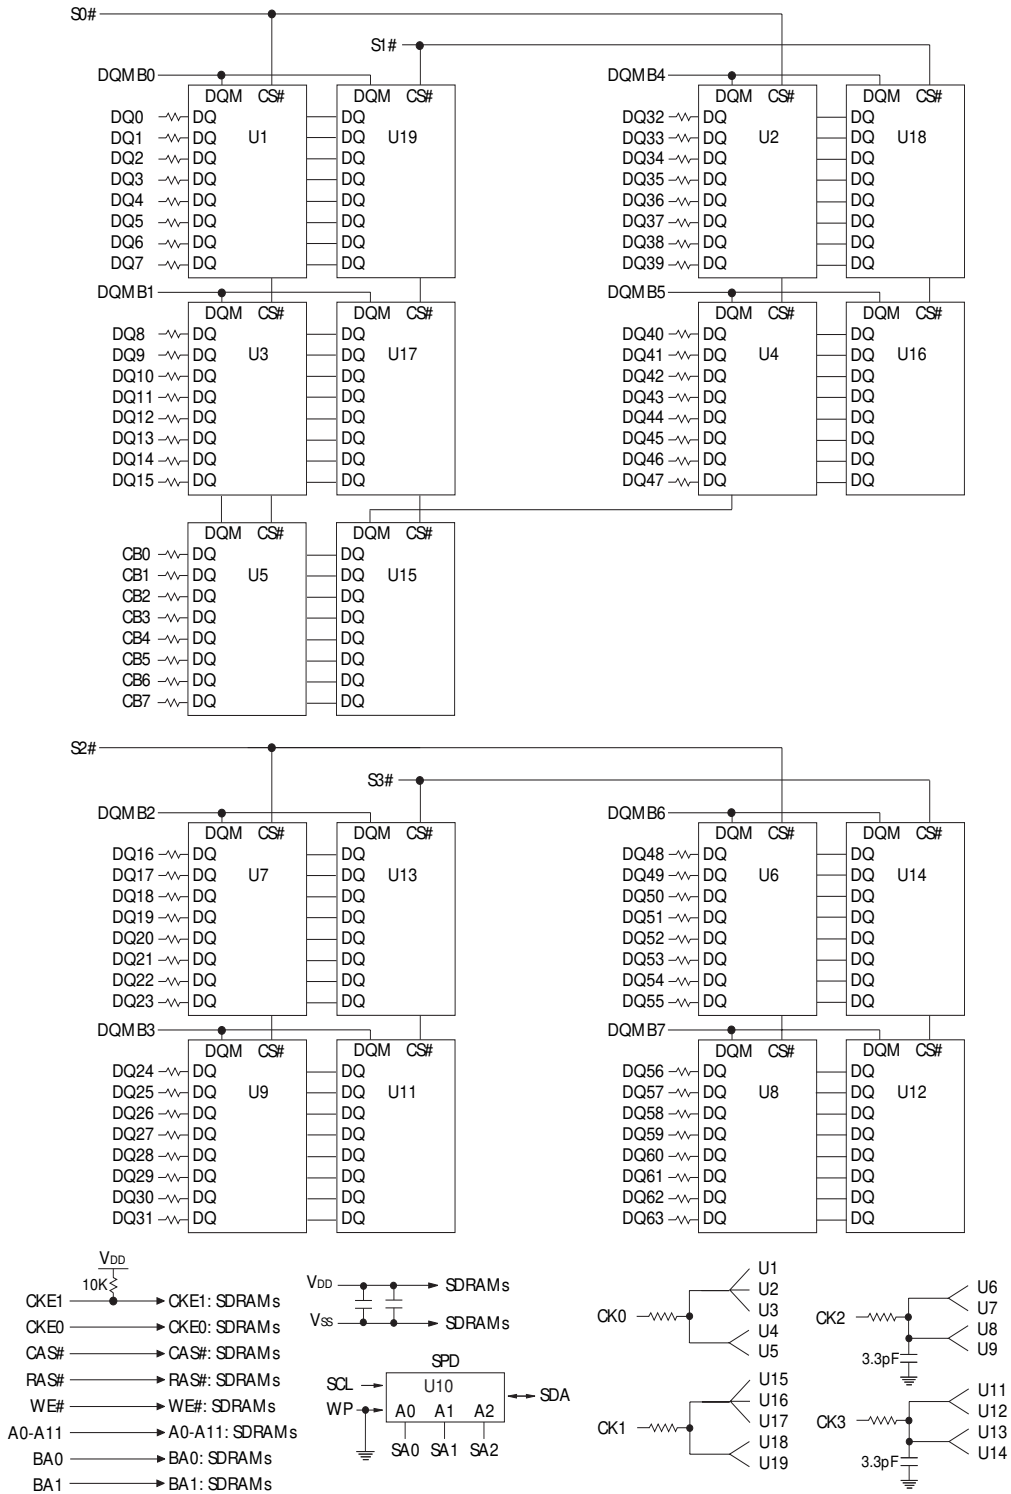 S0#
S1#
DQMB0 DQMB4
DQM CS# DQM CS# DQM CS#
DQ0 DQ DQ DQ32 DQ DQ
DQ1 DQ U1 DQ U19 DQ33 DQ U2 DQ U18
DQ2 DQ DQ DQ34 DQ DQ
DQ3 DQ DQ DQ35 DQ DQ
DQ4 DQ DQ DQ36 DQ DQ
DQ5 DQ DQ DQ37 DQ DQ
DQ6 DQ DQ DQ38 DQ DQ
DQ7 DQ DQ DQ39 DQ DQ
DQMB1 DQMB5
DQM CS# DQM CS# DQM CS# DQM CS#
DQ8 DQ DQ DQ40 DQ DQ
DQ9 DQ U3 DQ U17 DQ41 DQ U4 DQ U16
DQ10 DQ DQ DQ42 DQ DQ
DQ11 DQ DQ DQ43 DQ DQ
DQ12 DQ DQ DQ44 DQ DQ
DQ13 DQ DQ DQ45 DQ DQ
DQ14 DQ DQ DQ46 DQ DQ
DQ15 DQ DQ DQ47 DQ DQ
DQM CS# DQM CS#
CB0 DQ DQ
CB1 DQ U5 DQ U15
CB2 DQ DQ
CB3 DQ DQ
CB4 DQ DQ
CB5 DQ DQ
CB6 DQ DQ
CB7 DQ DQ
S2#
S3#
DQMB2 DQMB6
DQM CS# DQM CS# DQM CS# DQM CS#
DQ16 DQ DQ DQ48 DQ DQ
DQ17 DQ U7 DQ U13 DQ49 DQ U6 DQ U14
DQ18 DQ DQ DQ50 DQ DQ
DQ19 DQ DQ DQ51 DQ DQ
DQ20 DQ DQ DQ52 DQ DQ
DQ21 DQ DQ DQ53 DQ DQ
DQ22 DQ DQ DQ54 DQ DQ
DQ23 DQ DQ DQ55 DQ DQ
DQMB3 DQMB7
DQM CS# DQM CS# DQM CS# DQM CS#
DQ24 DQ DQ DQ56 DQ DQ
DQ25 DQ U9 DQ U11 DQ57 DQ U8 DQ U12
DQ26 DQ DQ DQ58 DQ DQ
DQ27 DQ DQ DQ59 DQ DQ
DQ28 DQ DQ DQ60 DQ DQ
DQ29 DQ DQ DQ61 DQ DQ
DQ30 DQ DQ DQ62 DQ DQ
DQ31 DQ DQ DQ63 DQ DQ
VDD
10K
CKE1 CKE1: SDRAMs
CKE0 CKE0: SDRAMs
CAS# CAS#: SDRAMs
RAS# RAS#: SDRAMs
WE# WE#: SDRAMs
A0-A11 A0-A11: SDRAMs
BA0 BA0: SDRAMs
BA1 BA1: SDRAMs
VDD SDRAMs
VSS SDRAMs
SPD
SCL U10 SDA
WP A0 A1 A2
SA0 SA1 SA2
CK0
U1
U2
U3
U4
U5
CK1
U15
U16
U17
U18
U19
CK2
3.3pF
U6
U7
U8
U9
CK3
3.3pF
U11
U12
U13
U14